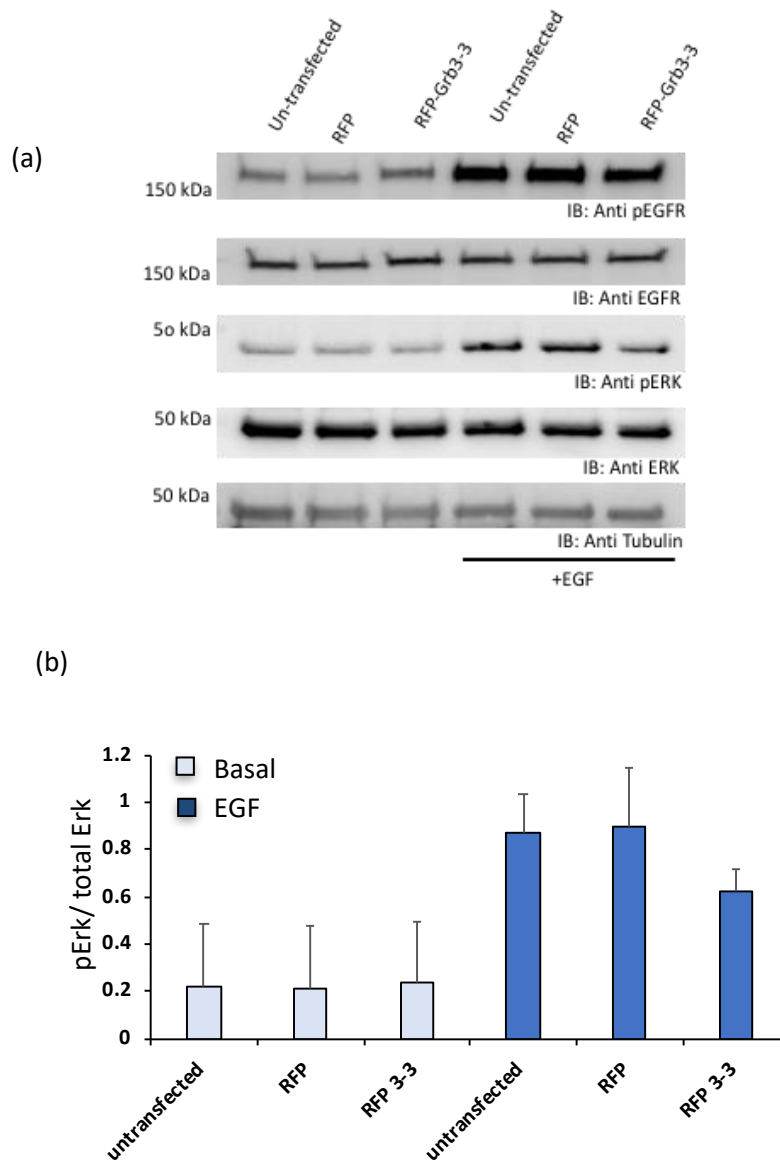 Un-transfected
RFP
RFP-Grb3-3
Un-transfected
RFP
RFP-Grb3-3
(a)
150 kDa
IB: Anti pEGFR
150 kDa
IB: Anti EGFR
5o kDa
IB: Anti pERK
50 kDa
IB: Anti ERK
50 kDa
IB: Anti Tubulin
+EGF
(b)
pErk/ total Erk
1.2
1
0.8
0.6
0.4
0.2
0
Basal
EGF
untransfected
RFP
RFP 3-3
untransfected
RFP
RFP 3-3